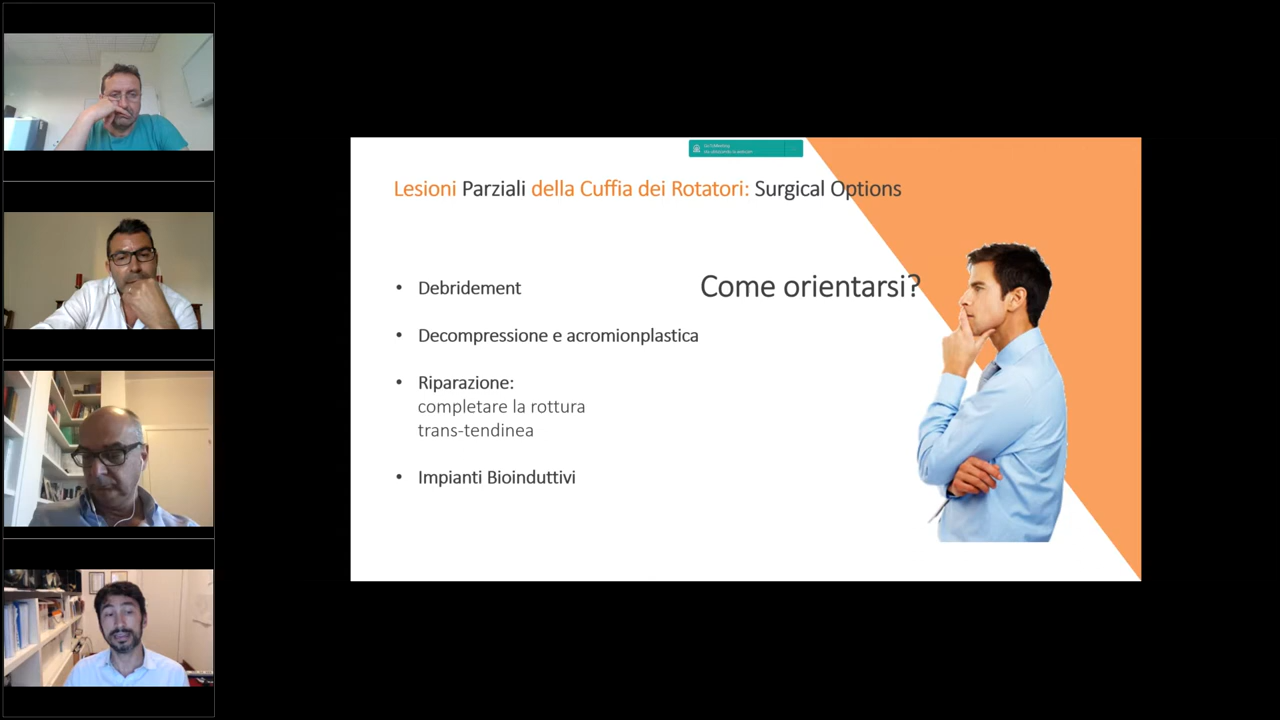 Lesioni Parziali della Cuffia dei Rotatori: Surgical Options
Come orientarsi?
• Debridement
• Decompressione e acromionplastica
• Riparazione:
completare la rottura
trans-tendinea
• Impianti Bioinduttivi